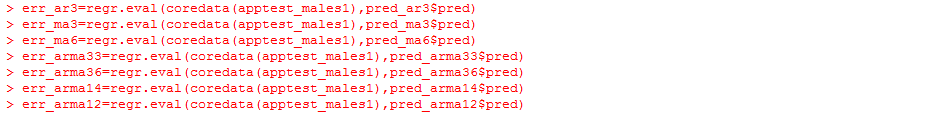 > err_ar3=regr.eval(coredata(apptest_males1),pred_ar3$pred)
> err_ma3=regr.eval(coredata(apptest_males1),pred_ma3$pred)
> err_ma6=regr.eval(coredata(apptest_males1),pred_ma6$pred)
> err_arma33=regr.eval(coredata(apptest_males1),pred_arma33$pred)
> err_arma36=regr.eval(coredata(apptest_males1),pred_arma36$pred)
> err_arma14=regr.eval(coredata(apptest_males1),pred_arma14$pred)
> err_arma12=regr.eval(coredata(apptest_males1),pred_arma12$pred)